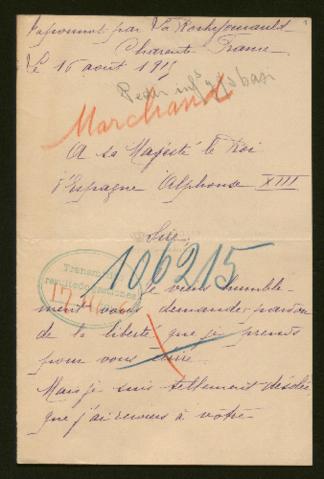 par La Rochefoucauld
Charente France
Le 16 août 1915
Marchand
A sa Majesté le Roi
d'Espagne Alphonse XIII
106215
Je viens humble-
ment vous demander pardon
de la liberté que je prends
pour vous écrire.
Mais je suis tellement désolée
que j'ai recours à votre